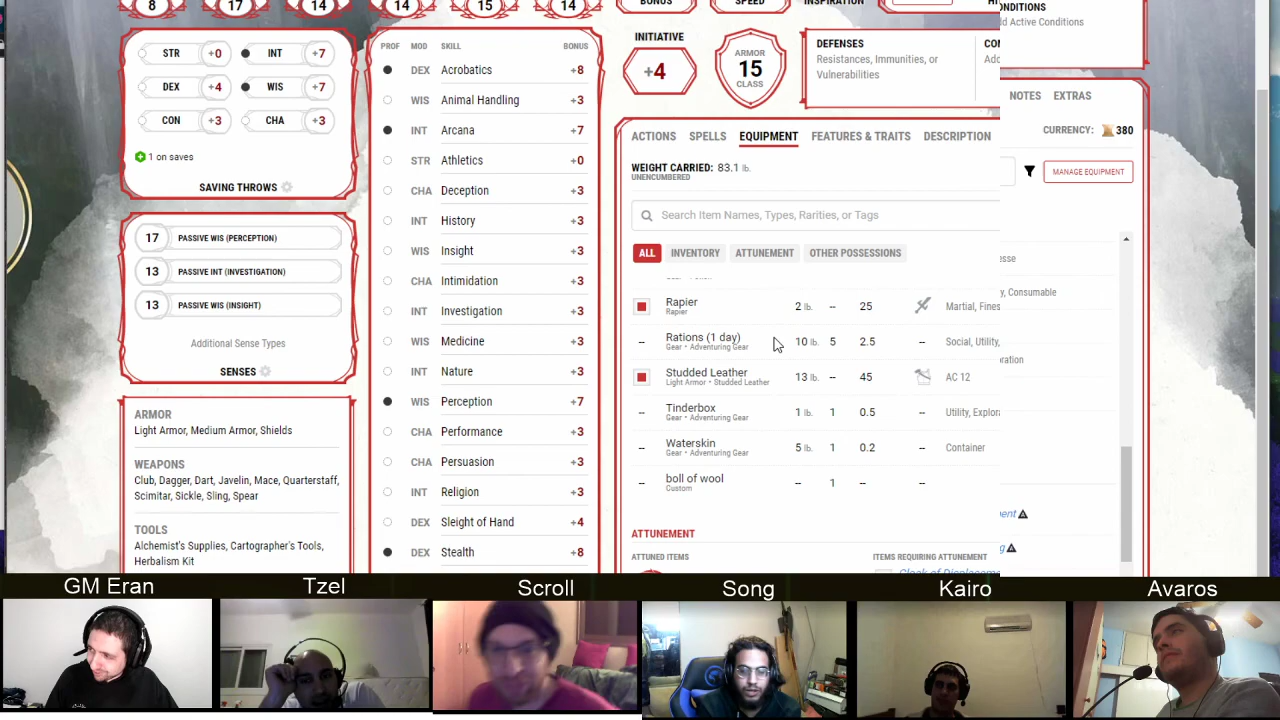 8 17 14 14 15 14
BONUS SPEED INSPIRATION
STR +0 INT +7
DEX +4 WIS +7
CON +3 CHA +3
1 on saves
SAVING THROWS
17 PASSIVE WIS (PERCEPTION)
13 PASSIVE INT (INVESTIGATION)
13 PASSIVE WIS (INSIGHT)
Additional Sense Types
SENSES
ARMOR
Light Armor, Medium Armor, Shields
WEAPONS
Club, Dagger, Dart, Javelin, Mace, Quarterstaff,
Scimitar, Sickle, Sling, Spear
TOOLS
Alchemist's Supplies, Cartographer's Tools,
Herbalism Kit
PROF MOD SKILL BONUS
DEX Acrobatics +8
WIS Animal Handling +3
INT Arcana +7
STR Athletics +0
CHA Deception +3
INT History +3
WIS Insight +3
CHA Intimidation +3
INT Investigation +3
WIS Medicine +3
INT Nature +3
WIS Perception +7
CHA Performance +3
CHA Persuasion +3
INT Religion +3
DEX Sleight of Hand +4
DEX Stealth +8
INITIATIVE
+4
ARMOR
15
CLASS
DEFENSES
Resistances, Immunities, or
Vulnerabilities
CON
Ad
ONDITIONS
ld Active Conditions
ACTIONS SPELLS EQUIPMENT FEATURES & TRAITS DESCRIPTION NOTES EXTRAS
CURRENCY: 380
WEIGHT CARRIED: 83.1 lb.
UNENCUMBERED
MANAGE EQUIPMENT
Search Item Names, Types, Rarities, or Tags
ALL INVENTORY ATTUNEMENT OTHER POSSESSIONS
esse
y, Consumable
Rapier 2 lb. -- 25 Martial, Fines
Rapier
Rations (1 day) 10 lb. 5 2.5 -- Social, Utility,
Gear • Adventuring Gear
oration
Studded Leather 13 lb. -- 45 AC 12
Light Armor • Studded Leather
Tinderbox 1 lb. 1 0.5 -- Utility, Explora
Gear • Adventuring Gear
Waterskin 5 lb. 1 0.2 -- Container
Gear • Adventuring Gear
boll of wool -- 1 -- --
Custom
ent
ATTUNEMENT
g
ATTUNED ITEMS ITEMS REQUIRING ATTUNEMENT
Cloak of Displaceme
GM Eran Tzel Scroll Song Kairo Avaros